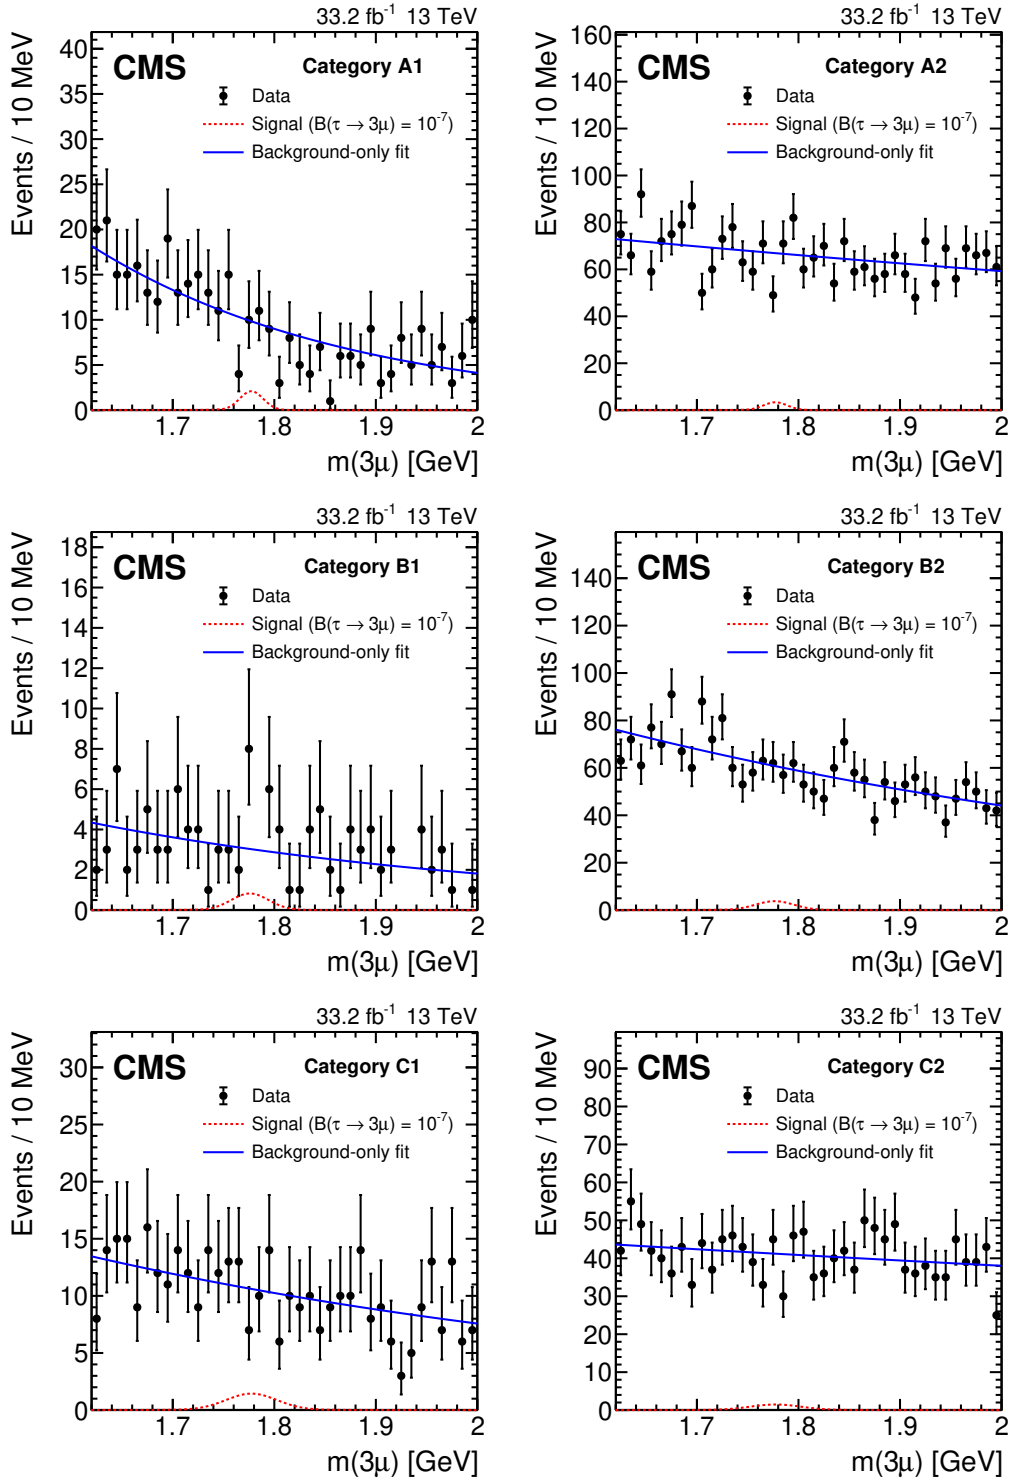 33.2 fb⁻¹ 13 TeV
CMS Category A1
Data
Signal (B(τ → 3μ) = 10⁻⁷)
Background-only fit
Events / 10 MeV
40
35
30
25
20
15
10
5
0
1.7 1.8 1.9 2
m(3μ) [GeV]
33.2 fb⁻¹ 13 TeV
CMS Category A2
Data
Signal (B(τ → 3μ) = 10⁻⁷)
Background-only fit
Events / 10 MeV
160
140
120
100
80
60
40
20
0
1.7 1.8 1.9 2
m(3μ) [GeV]
33.2 fb⁻¹ 13 TeV
CMS Category B1
Data
Signal (B(τ → 3μ) = 10⁻⁷)
Background-only fit
Events / 10 MeV
18
16
14
12
10
8
6
4
2
0
1.7 1.8 1.9 2
m(3μ) [GeV]
33.2 fb⁻¹ 13 TeV
CMS Category B2
Data
Signal (B(τ → 3μ) = 10⁻⁷)
Background-only fit
Events / 10 MeV
140
120
100
80
60
40
20
0
1.7 1.8 1.9 2
m(3μ) [GeV]
33.2 fb⁻¹ 13 TeV
CMS Category C1
Data
Signal (B(τ → 3μ) = 10⁻⁷)
Background-only fit
Events / 10 MeV
30
25
20
15
10
5
0
1.7 1.8 1.9 2
m(3μ) [GeV]
33.2 fb⁻¹ 13 TeV
CMS Category C2
Data
Signal (B(τ → 3μ) = 10⁻⁷)
Background-only fit
Events / 10 MeV
90
80
70
60
50
40
30
20
10
0
1.7 1.8 1.9 2
m(3μ) [GeV]